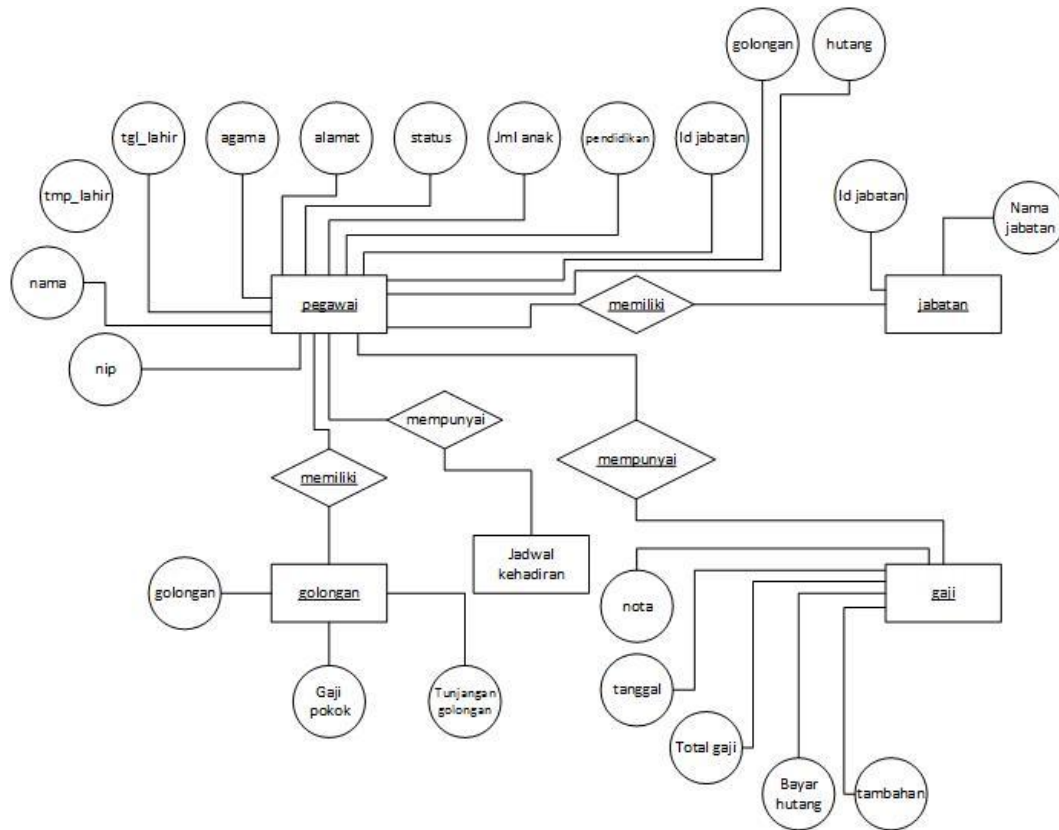 golongan
hutang
tgl_lahir
agama
alamat
status
Jml anak
pendidikan
Id jabatan
tmp_lahir
Id jabatan
Nama
jabatan
nama
pegawai
memiliki
jabatan
nip
mempunyai
mempunyai
memiliki
Jadwal
kehadiran
golongan
golongan
nota
gaji
Gaji
pokok
Tunjangan
golongan
tanggal
Total gaji
Bayar
hutang
tambahan